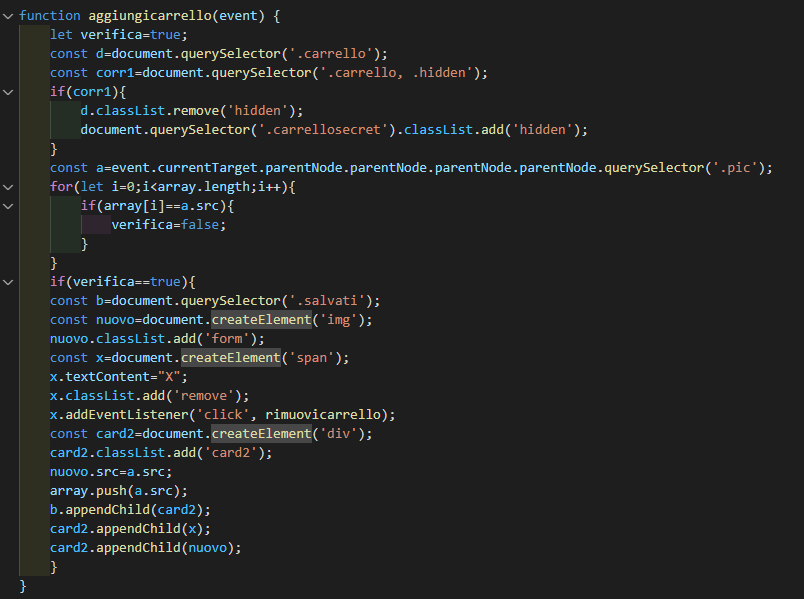 function aggiungicarrello(event) {
let verifica=true;
const d=document.querySelector('.carrello');
const corr1=document.querySelector('.carrello, .hidden');
if(corr1){
d.classList.remove('hidden');
document.querySelector('.carrellosecret').classList.add('hidden');
}
const a=event.currentTarget.parentNode.parentNode.parentNode.parentNode.querySelector('.pic');
for(let i=0;i<array.length;i++){
if(array[i]==a.src){
verifica=false;
}
}
if(verifica==true){
const b=document.querySelector('.salvati');
const nuovo=document.createElement('img');
nuovo.classList.add('form');
const x=document.createElement('span');
x.textContent="X";
x.classList.add('remove');
x.addEventListener('click', rimuovicarrello);
const card2=document.createElement('div');
card2.classList.add('card2');
nuovo.src=a.src;
array.push(a.src);
b.appendChild(card2);
card2.appendChild(x);
card2.appendChild(nuovo);
}
}